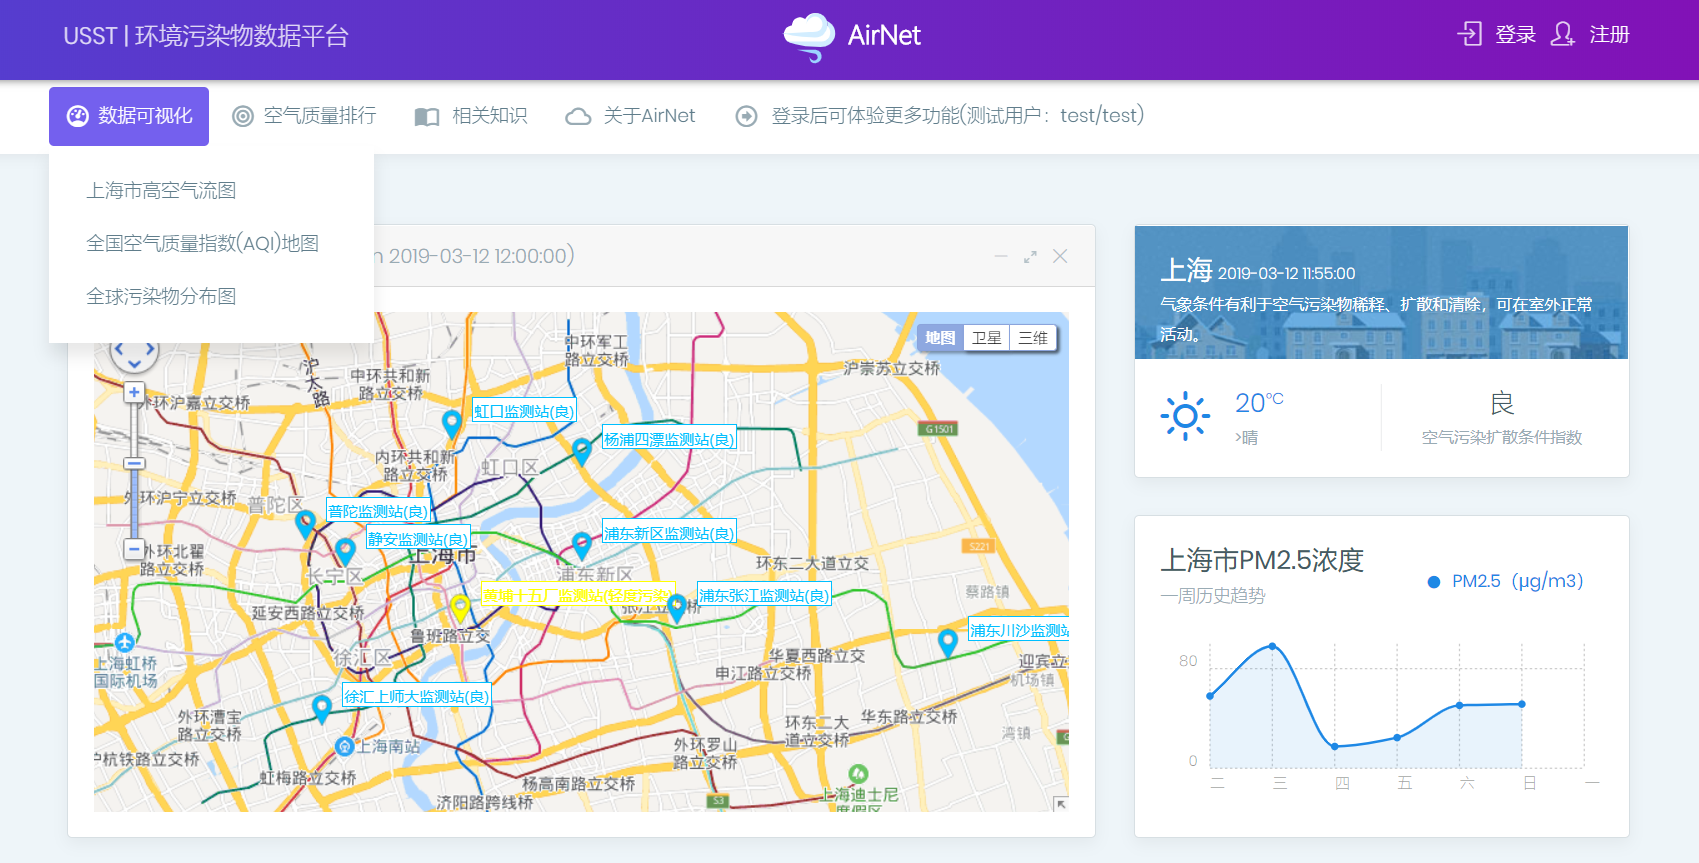 USST | 环境污染物数据平台
AirNet
登录
注册
数据可视化
空气质量排行
相关知识
关于AirNet
登录后可体验更多功能(测试用户：test/test)
上海市高空气流图
全国空气质量指数(AQI)地图
全球污染物分布图
2019-03-12 12:00:00)
地图
卫星
三维
中环军工
路立交桥
沪崇苏立交桥
沪太路
中环共和新
路立交桥
外环沪嘉立交桥
虹口监测站(良)
G1501
杨浦四漂监测站(良)
内环共和新
路立交桥
虹口区
外环沪宁立交桥
普陀区
普陀监测站(良)
静安监测站(良)
浦东新区监测站(良)
上海市
S221
外环北翟
路立交桥
长宁区
浦东新区
环东二大道立交
黄埔十五厂监测站(轻度污染)
浦东张江监测站(良)
蔡路镇
延安西路立交桥
张江立交桥
鲁班路立交
浦东川沙监测站
上海虹桥
国际机场
徐汇区
华夏西路立交
申江路立交桥
迎宾立
机场镇
徐汇上师大监测站(良)
外环漕宝
路立交桥
环东二大
道立交桥
华东路立交桥
湾镇
上海南站
外环罗山
路立交桥
沪杭铁路立交桥
虹梅路立交桥
杨高南路立交桥
济阳路跨线桥
S3
上海迪士尼
度假区
上海 2019-03-12 11:55:00
气象条件有利于空气污染物稀释、扩散和清除，可在室外正常
活动。
20°C
>晴
良
空气污染扩散条件指数
上海市PM2.5浓度
一周历史趋势
PM2.5（μg/m3）
80
0
二
三
四
五
六
日
一